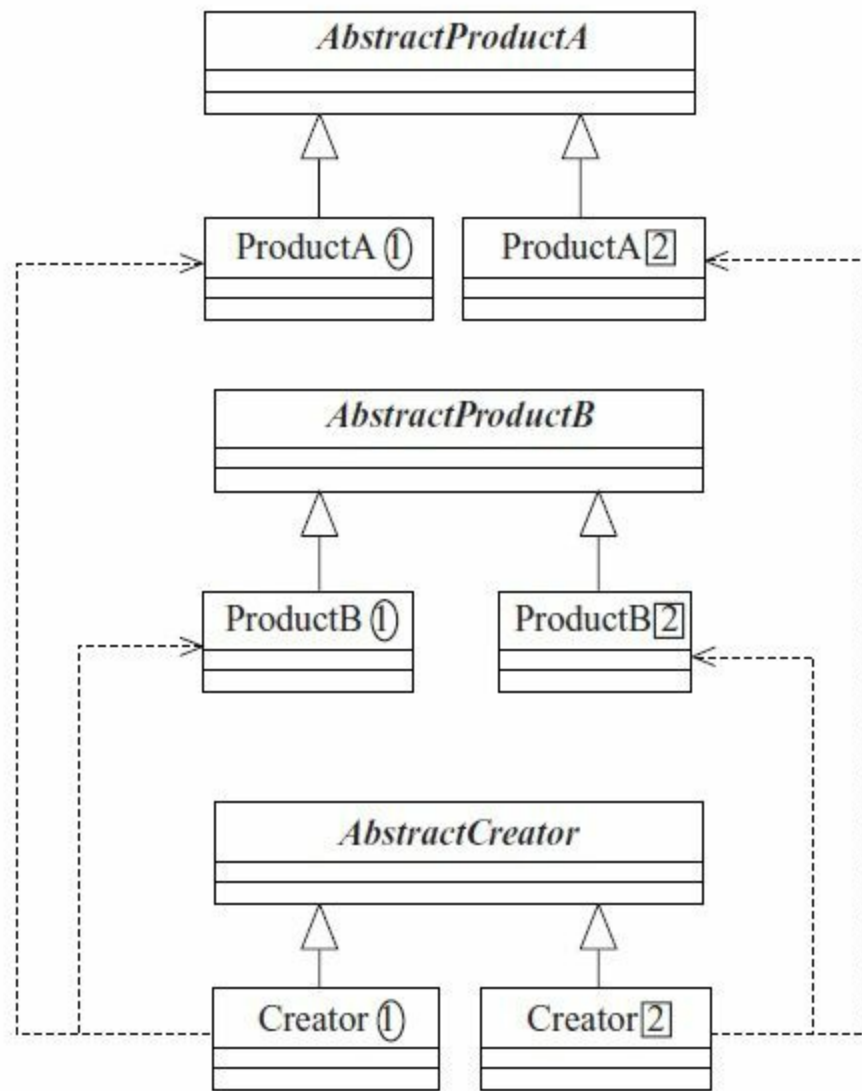 AbstractProductA
ProductA 1
ProductA 2
AbstractProductB
ProductB 1
ProductB 2
AbstractCreator
Creator 1
Creator 2